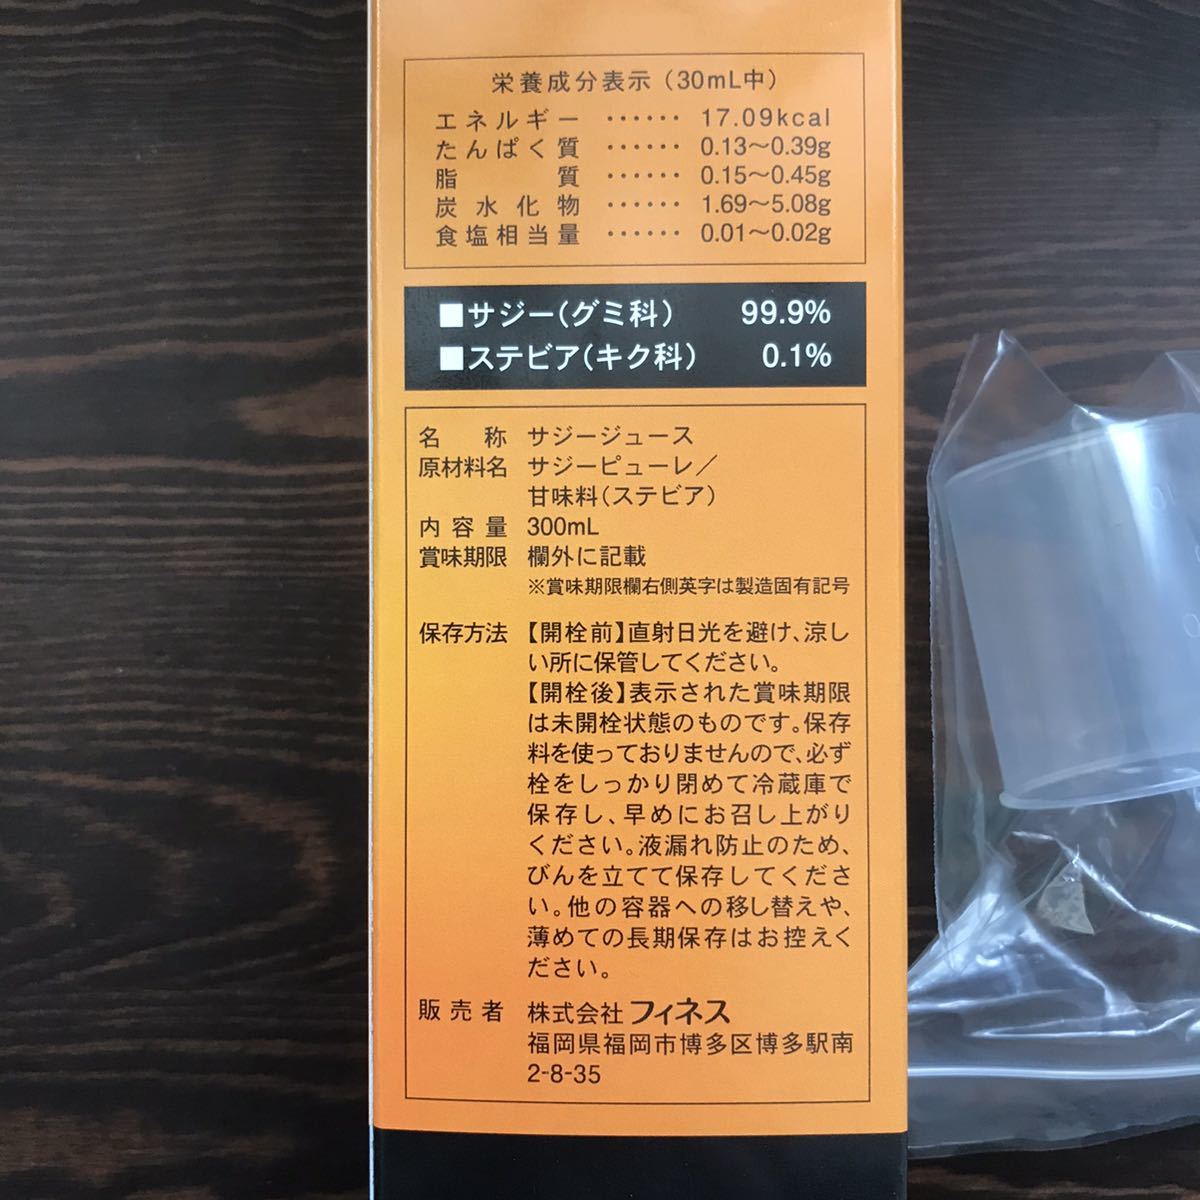 栄養成分表示（30mL中）
エネルギー ······ 17.09kcal
たんぱく質 ······ 0.13〜0.39g
脂質 ······ 0.15〜0.45g
炭水化物 ······ 1.69〜5.08g
食塩相当量 ······ 0.01〜0.02g
■サジー（グミ科） 99.9%
■ステビア（キク科） 0.1%
名称 サジージュース
原材料名 サジーピューレ／
甘味料（ステビア）
内容量 300mL
賞味期限 欄外に記載
※賞味期限欄右側英字は製造固有記号
保存方法 【開栓前】直射日光を避け、涼し
い所に保管してください。
【開栓後】表示された賞味期限
は未開栓状態のものです。保存
料を使っておりませんので、必ず
栓をしっかり閉めて冷蔵庫で
保存し、早めにお召し上がり
ください。液漏れ防止のため、
びんを立てて保存してくださ
い。他の容器への移し替えや、
薄めての長期保存はお控えく
ださい。
販売者 株式会社 フィネス
福岡県福岡市博多区博多駅南
2-8-35